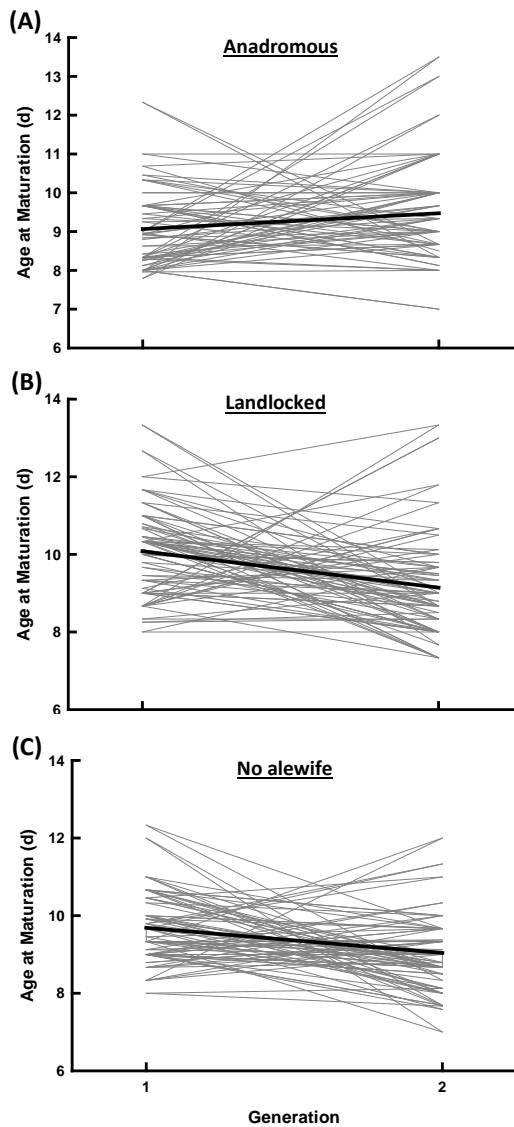 (A)
Anadromous
Age at Maturation (d)
14
13
12
11
10
9
8
7
6
(B)
Landlocked
Age at Maturation (d)
14
12
10
8
6
(C)
No alewife
Age at Maturation (d)
14
12
10
8
6
1
2
Generation